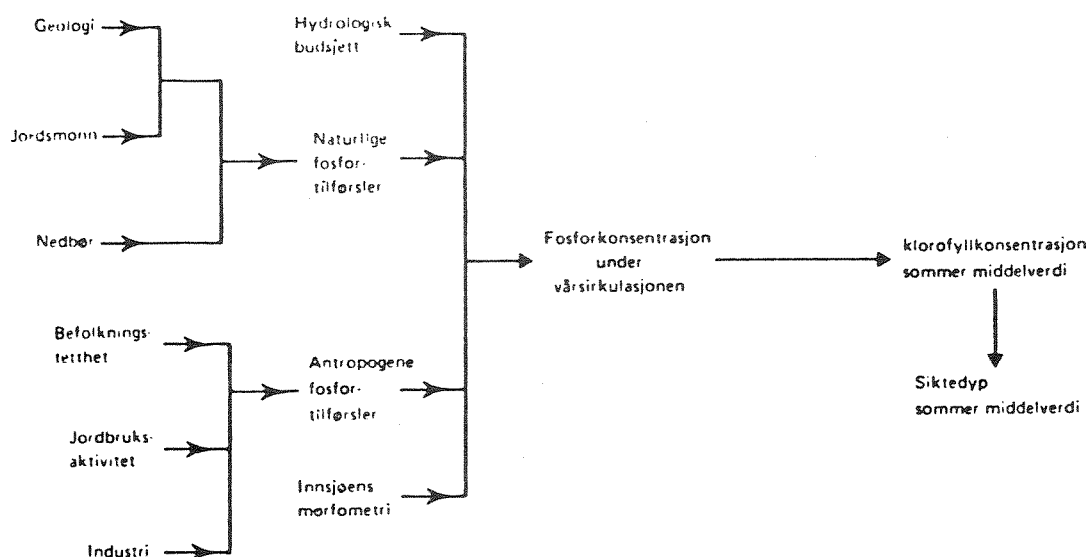 Geologi
Jordsmonn
Nedbør
Befolknings-
tetthet
Jordbruks-
aktivitet
Industri
Hydrologisk
budsjett
Naturlige
fosfor-
tilførsler
Antropogene
fosfor-
tilførsler
Innsjøens
morfometri
Fosforkonsentrasjon
under
vårsirkulasjonen
klorofyllkonsentrasjon
sommer middelverdi
Siktedyp
sommer middelverdi